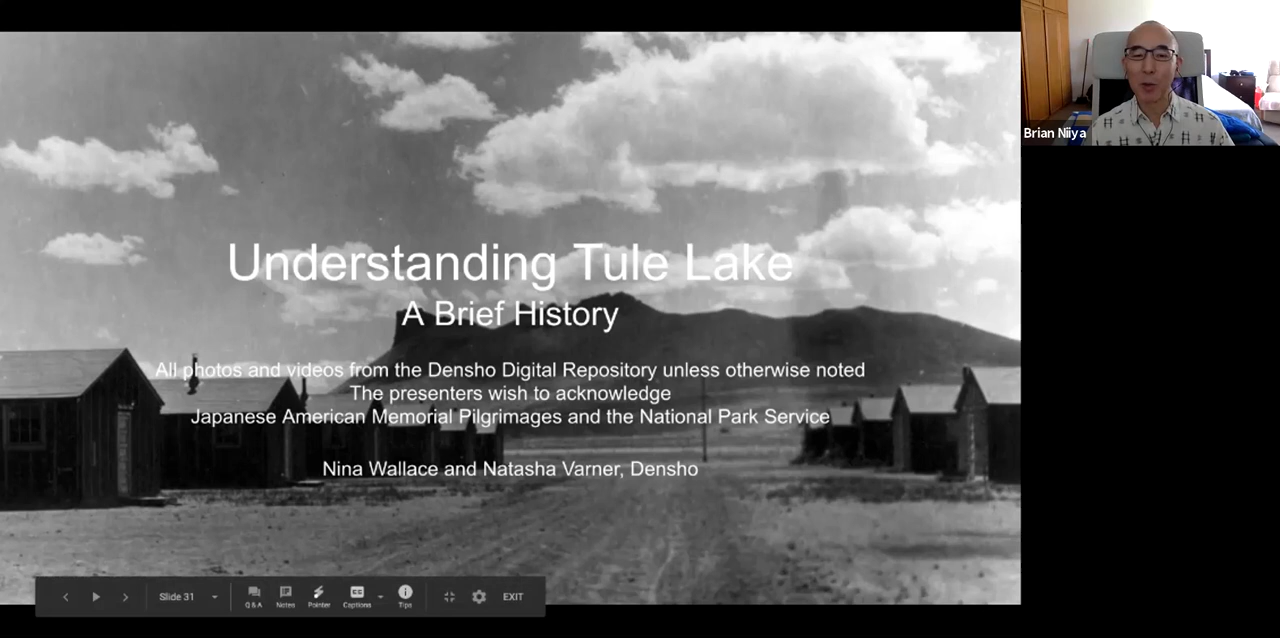 Understanding Tule Lake
A Brief History
All photos and videos from the Densho Digital Repository unless otherwise noted
The presenters wish to acknowledge
Japanese American Memorial Pilgrimages and the National Park Service
Nina Wallace and Natasha Varner, Densho
Brian Niiya
Slide 31
Q&A
Notes
Pointer
CC
Captions
Tips
EXIT